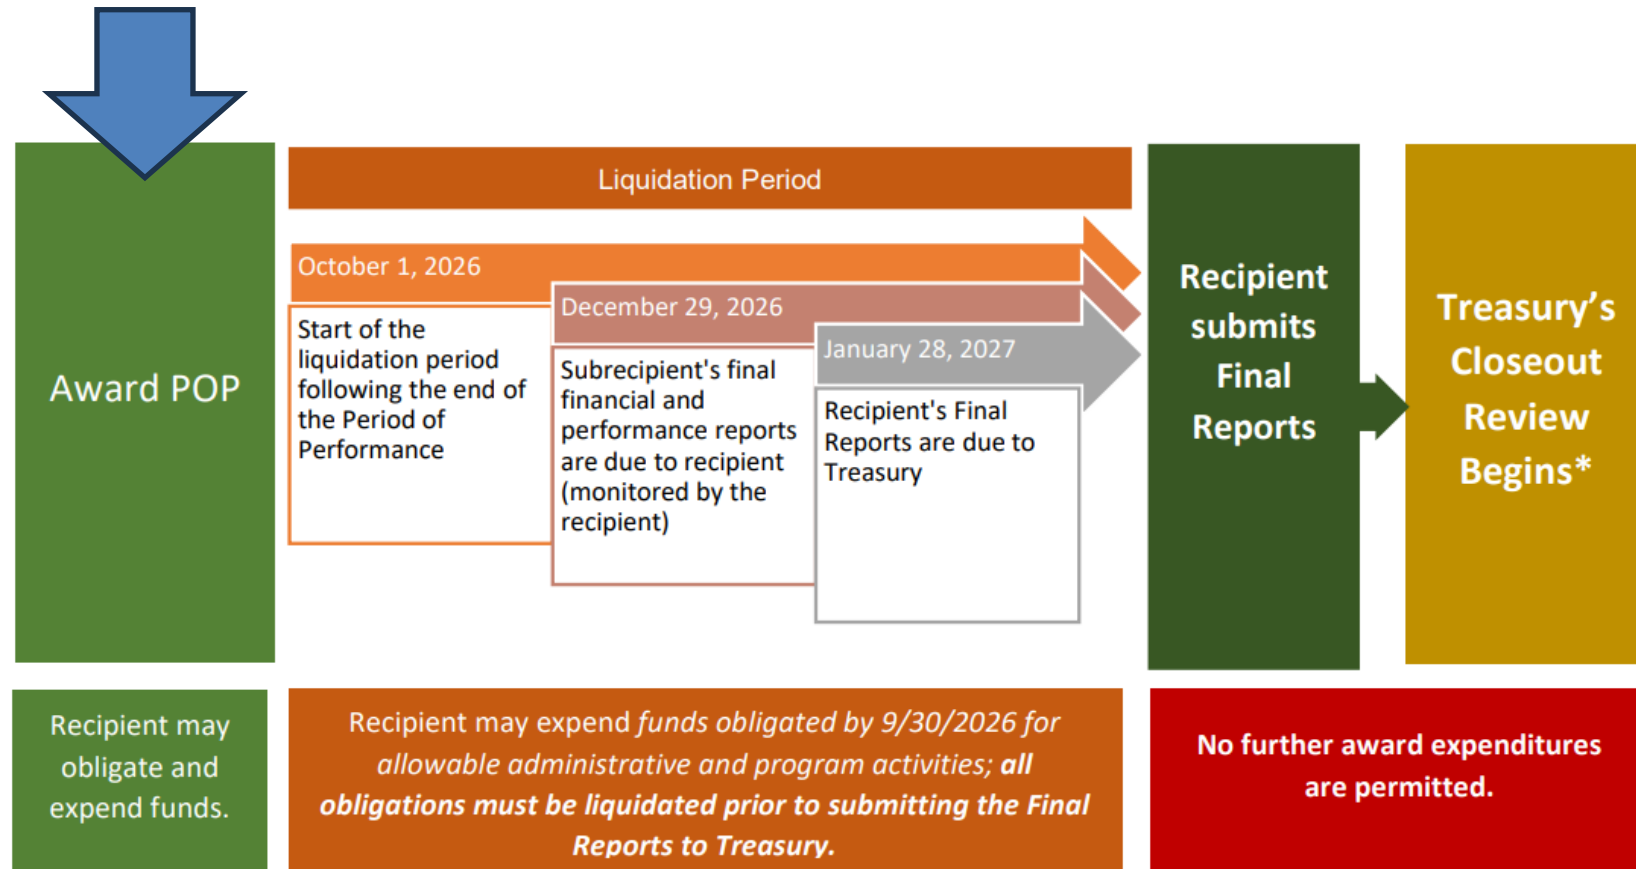 Award POP
Liquidation Period
October 1, 2026
Start of the
liquidation period
following the end of
the Period of
Performance
December 29, 2026
Subrecipient's final
financial and
performance reports
are due to recipient
(monitored by the
recipient)
January 28, 2027
Recipient's Final
Reports are due to
Treasury
Recipient
submits
Final
Reports
Treasury’s
Closeout
Review
Begins*
Recipient may
obligate and
expend funds.
Recipient may expend funds obligated by 9/30/2026 for
allowable administrative and program activities; all
obligations must be liquidated prior to submitting the Final
Reports to Treasury.
No further award expenditures
are permitted.